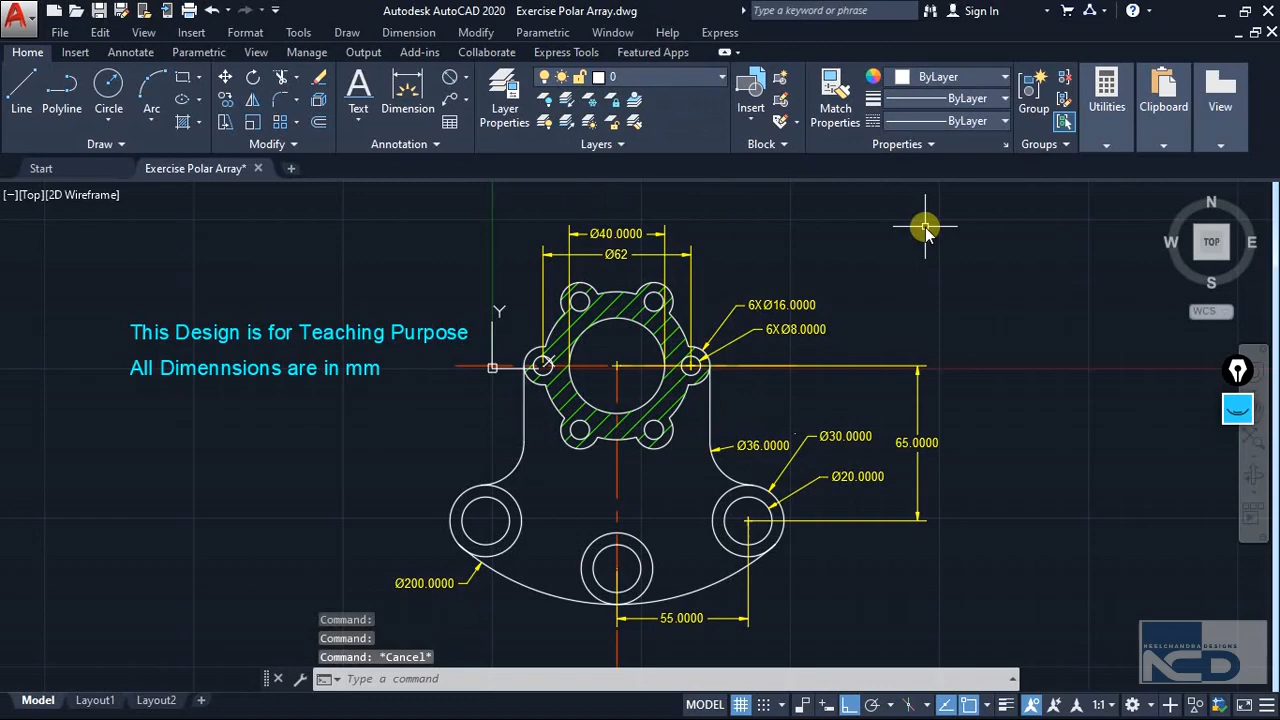 Autodesk AutoCAD 2020 Exercise Polar Array.dwg
Type a keyword or phrase
Sign In
File Edit View Insert Format Tools Draw Dimension Modify Parametric Window Help Express
Home Insert Annotate Parametric View Manage Output Add-ins Collaborate Express Tools Featured Apps
0
ByLayer
ByLayer
ByLayer
Line Polyline Circle Arc Text Dimension Layer Properties Insert Match Properties Group Utilities Clipboard View
Draw Modify Annotation Layers Block Properties Groups
Start Exercise Polar Array*
[−][Top][2D Wireframe]
N
W TOP E
S
WCS
Ø40.0000
Ø62
6XØ16.0000
6XØ8.0000
Y
This Design is for Teaching Purpose
All Dimennsions are in mm
Ø36.0000
Ø30.0000
65.0000
Ø20.0000
Ø200.0000
55.0000
Command:
Command:
Command: *Cancel*
Type a command
NEELCHANDRA DESIGNS
NCD
Model Layout1 Layout2
MODEL
1:1